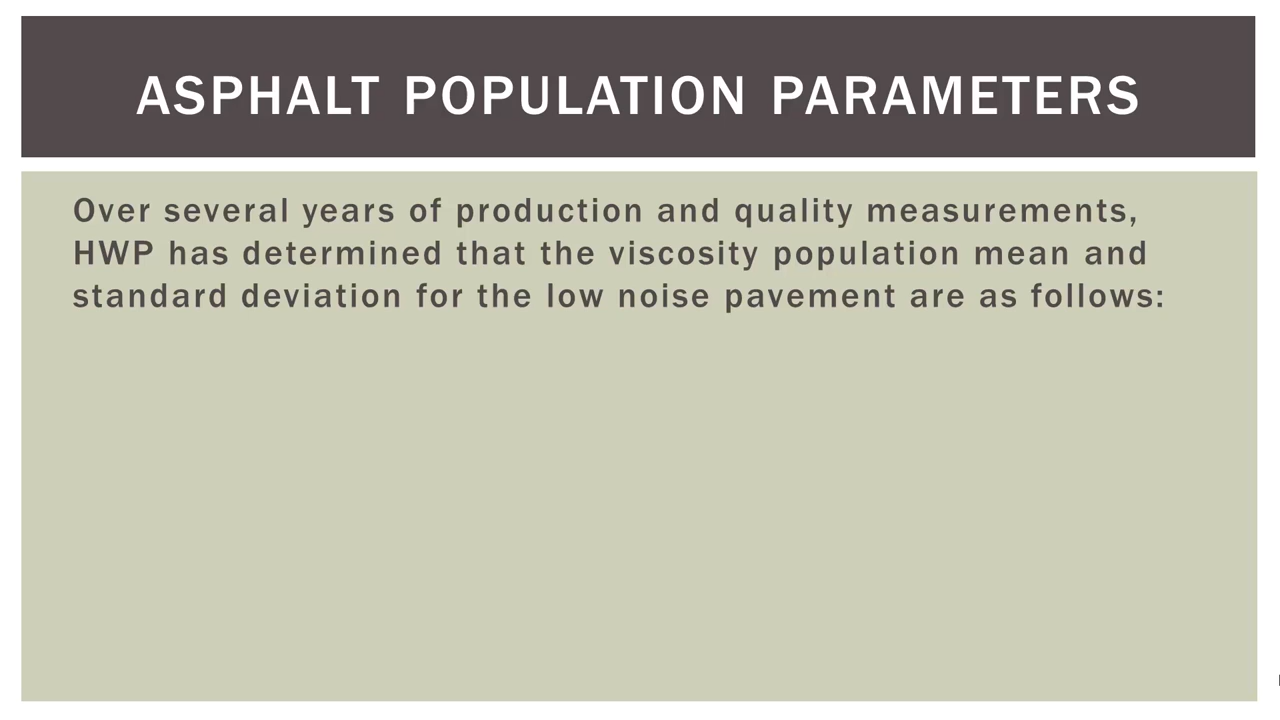 ASPHALT POPULATION PARAMETERS
Over several years of production and quality measurements,
HWP has determined that the viscosity population mean and
standard deviation for the low noise pavement are as follows: